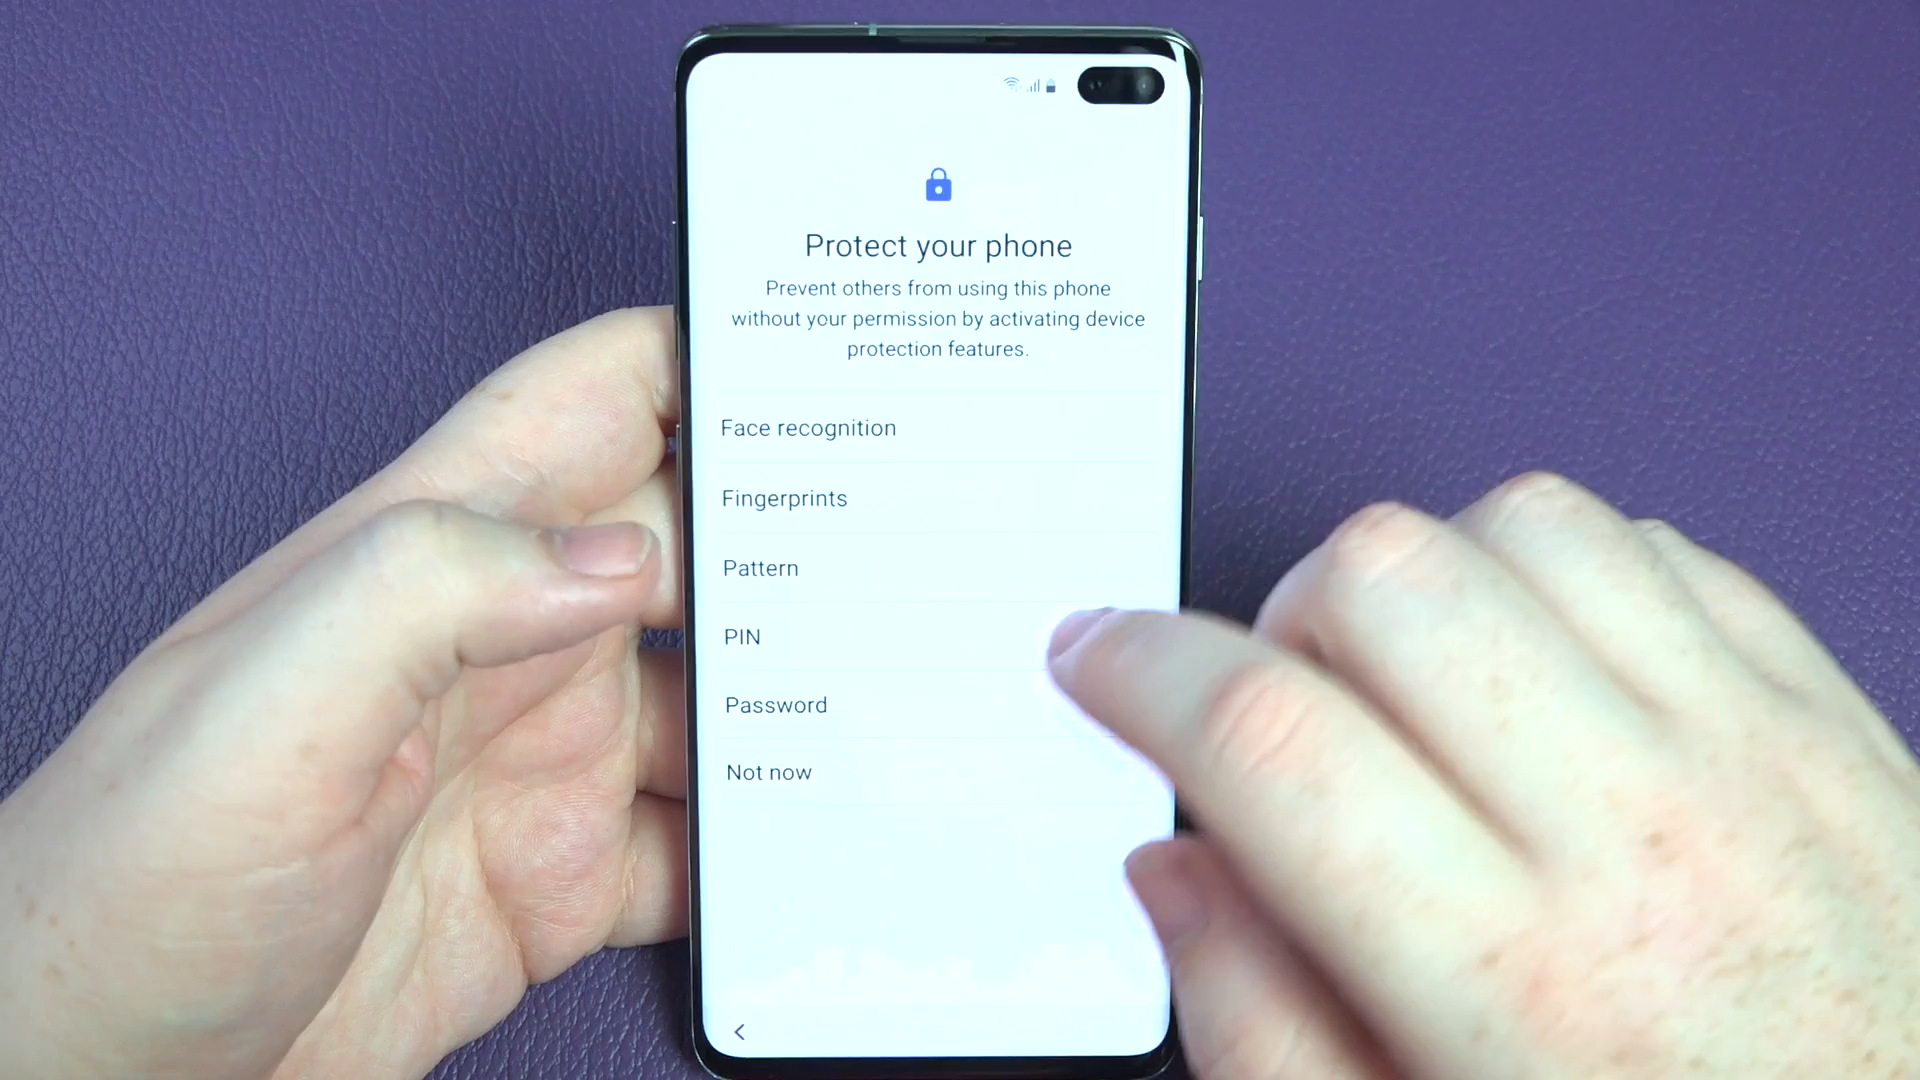 Protect your phone
Prevent others from using this phone
without your permission by activating device
protection features.
Face recognition
Fingerprints
Pattern
PIN
Password
Not now